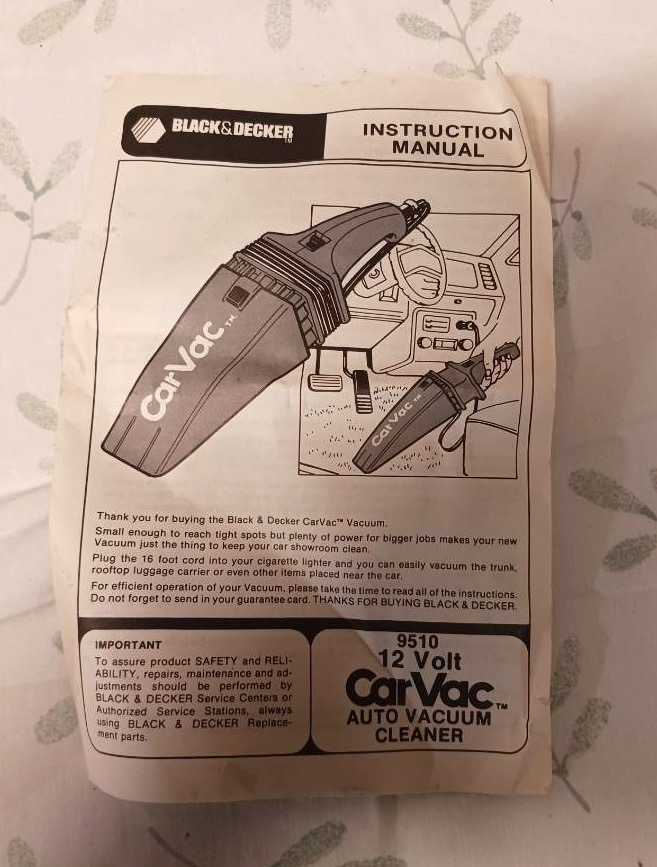 BLACK&DECKER™
INSTRUCTION
MANUAL
CarVac™
CarVac™
Thank you for buying the Black & Decker CarVac™ Vacuum.
Small enough to reach tight spots but plenty of power for bigger jobs makes your new
Vacuum just the thing to keep your car showroom clean.
Plug the 16 foot cord into your cigarette lighter and you can easily vacuum the trunk,
rooftop luggage carrier or even other items placed near the car.
For efficient operation of your Vacuum, please take the time to read all of the instructions.
Do not forget to send in your guarantee card. THANKS FOR BUYING BLACK & DECKER.
IMPORTANT
To assure product SAFETY and RELI-
ABILITY, repairs, maintenance and ad-
justments should be performed by
BLACK & DECKER Service Centers or
Authorized Service Stations, always
using BLACK & DECKER Replace-
ment parts.
9510
12 Volt
CarVac™
AUTO VACUUM
CLEANER